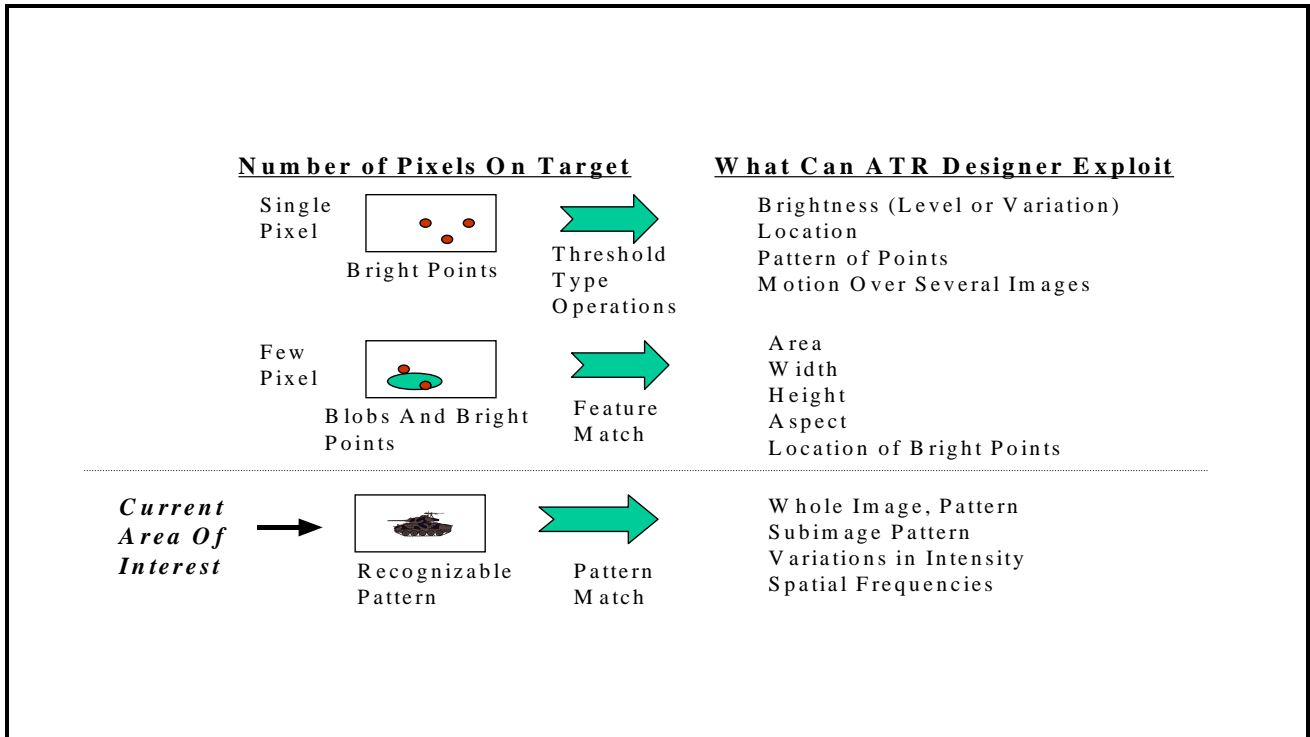 Number of Pixels On Target
What Can ATR Designer Exploit
Single
Pixel
Bright Points
Threshold
Type
Operations
Brightness (Level or Variation)
Location
Pattern of Points
Motion Over Several Images
Few
Pixel
Blobs And Bright
Points
Feature
Match
Area
Width
Height
Aspect
Location of Bright Points
Current
Area Of
Interest
Recognizable
Pattern
Pattern
Match
Whole Image, Pattern
Subimage Pattern
Variations in Intensity
Spatial Frequencies